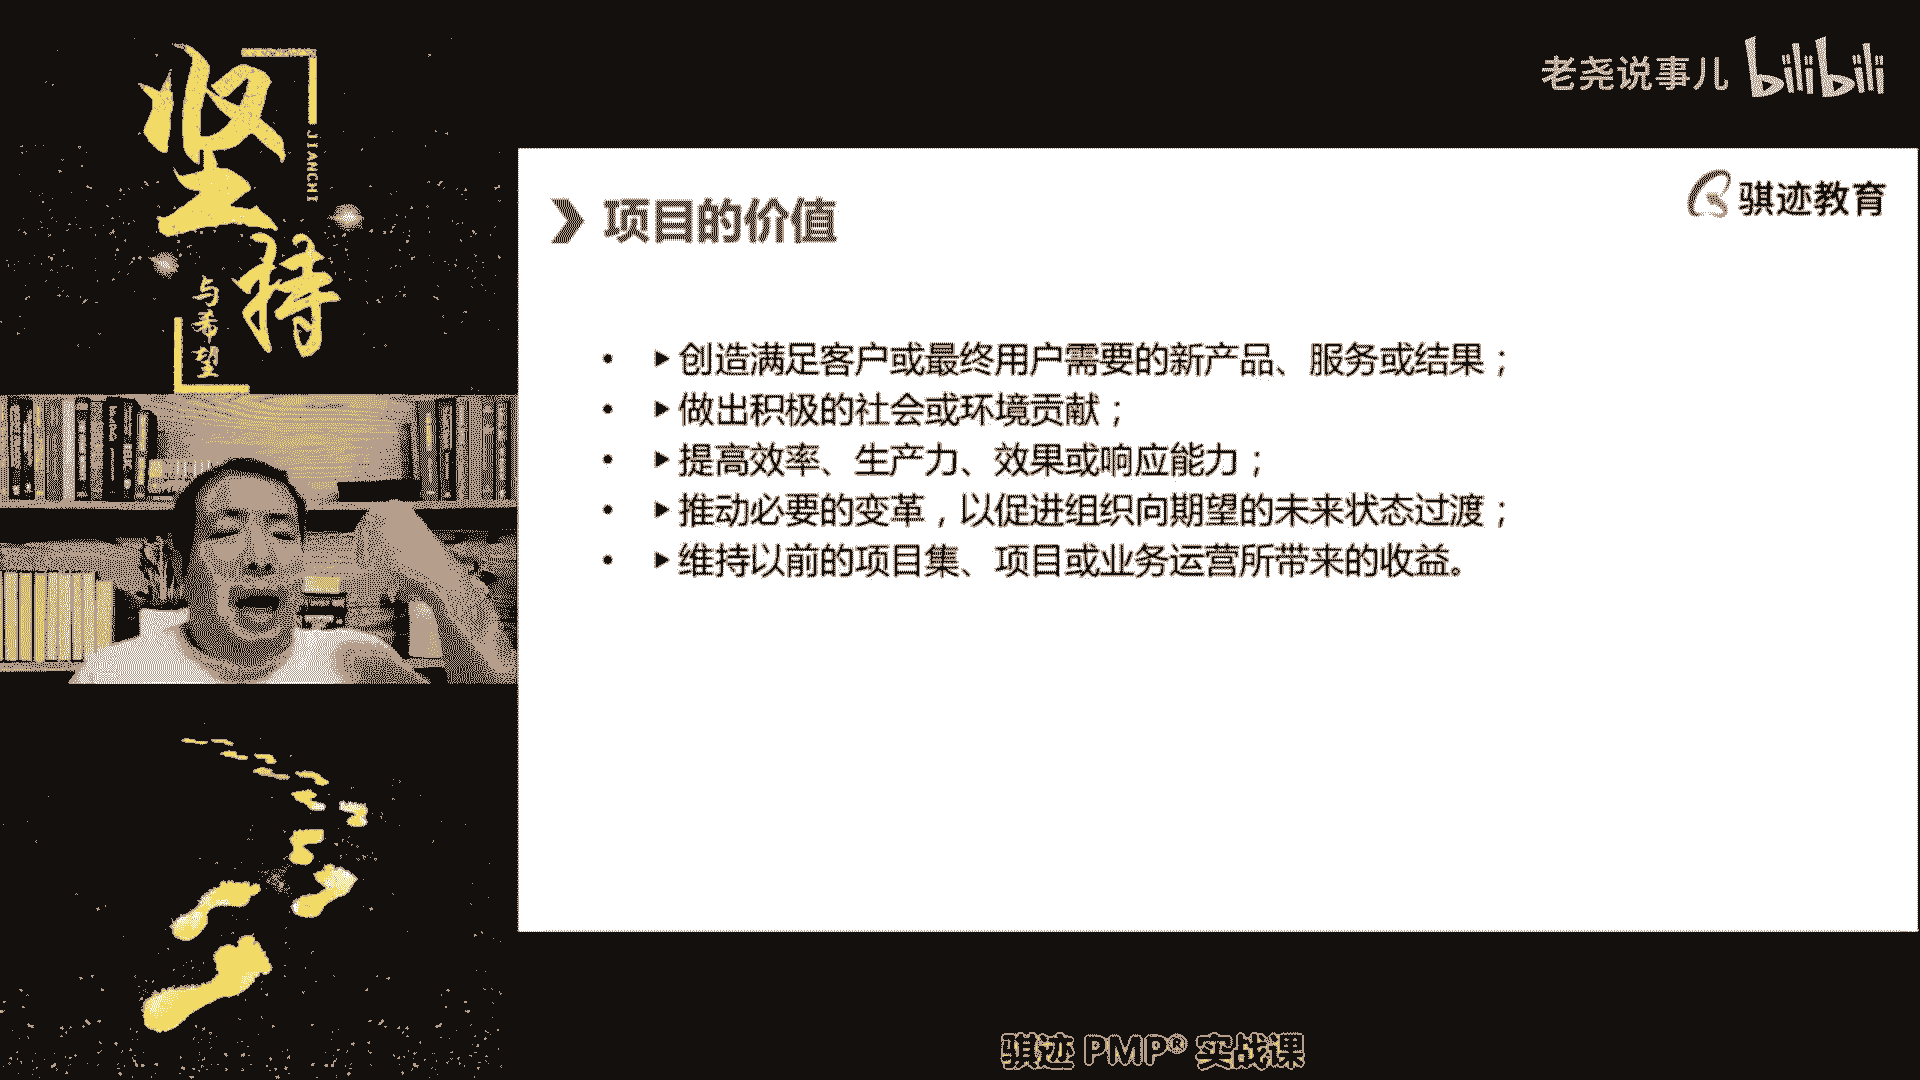 坚持
JIANCHI
与希望
老尧说事儿 bilibili
骐迹教育
项目的价值
• ▶创造满足客户或最终用户需要的新产品、服务或结果；
• ▶做出积极的社会或环境贡献；
• ▶提高效率、生产力、效果或响应能力；
• ▶推动必要的变革，以促进组织向期望的未来状态过渡；
• ▶维持以前的项目集、项目或业务运营所带来的收益。
骐迹 PMP® 实战课